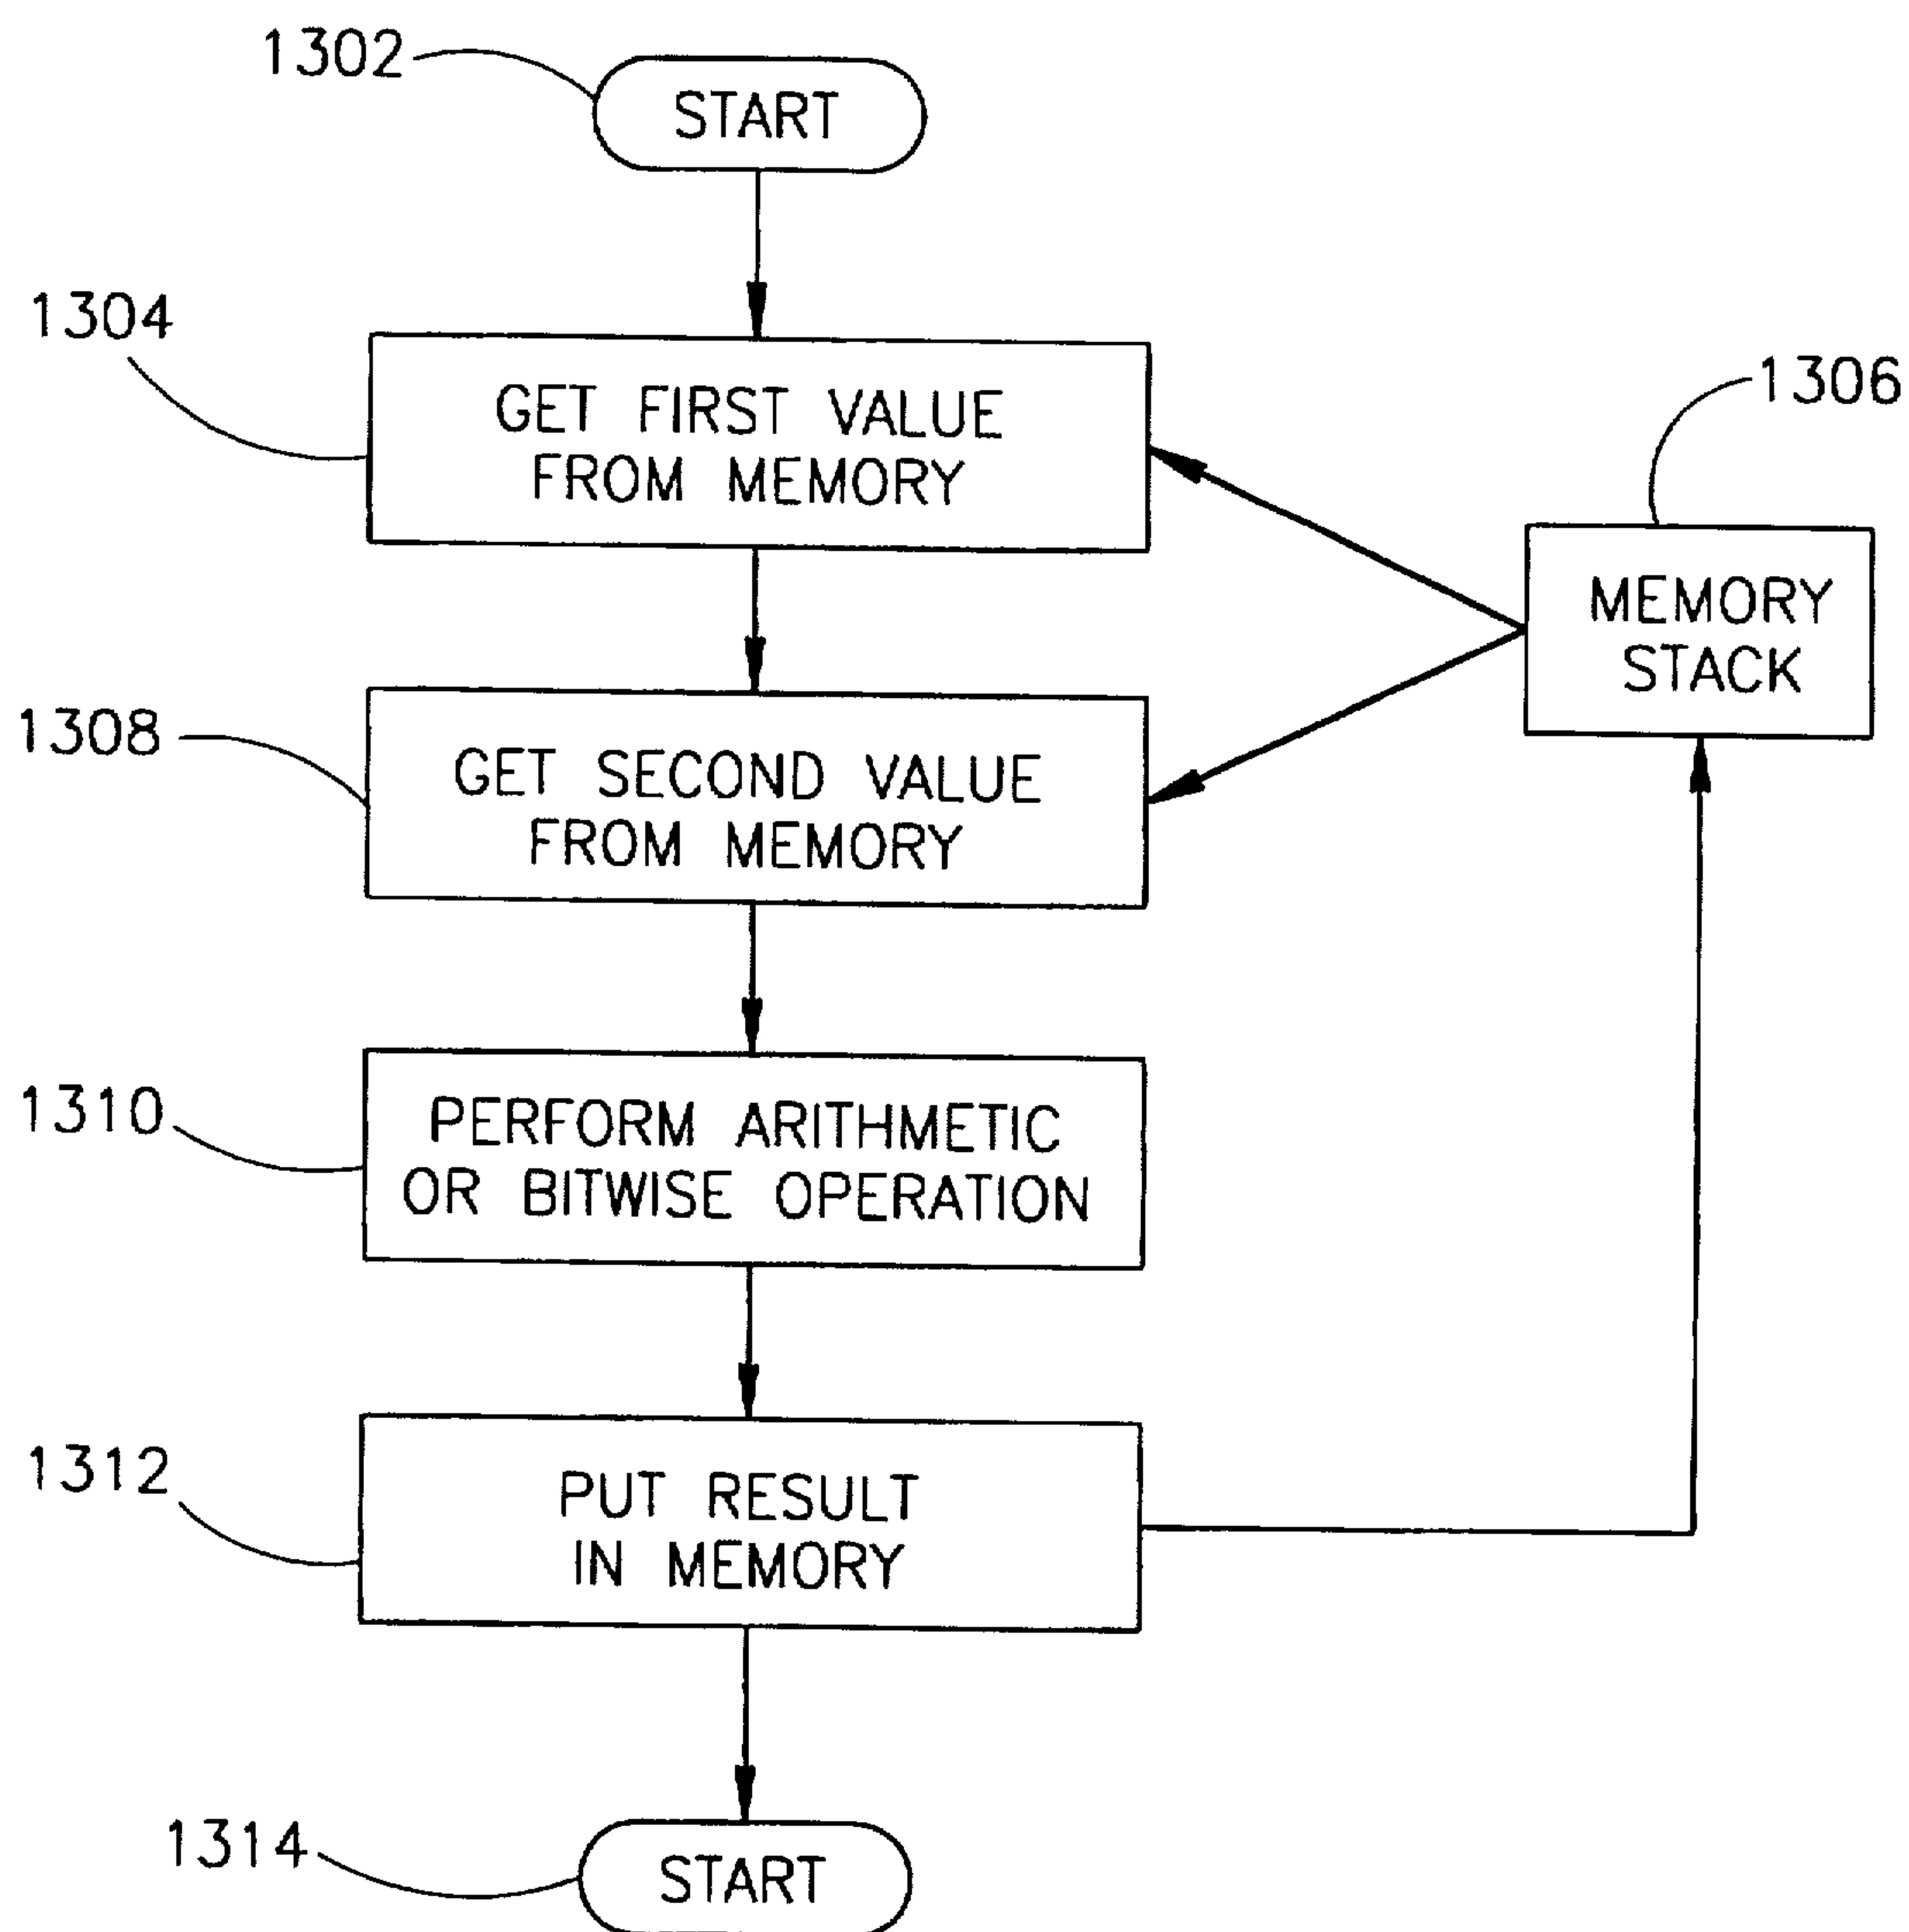 1302
START
1304
GET FIRST VALUE
FROM MEMORY
1306
MEMORY
STACK
1308
GET SECOND VALUE
FROM MEMORY
1310
PERFORM ARITHMETIC
OR BITWISE OPERATION
1312
PUT RESULT
IN MEMORY
1314
START